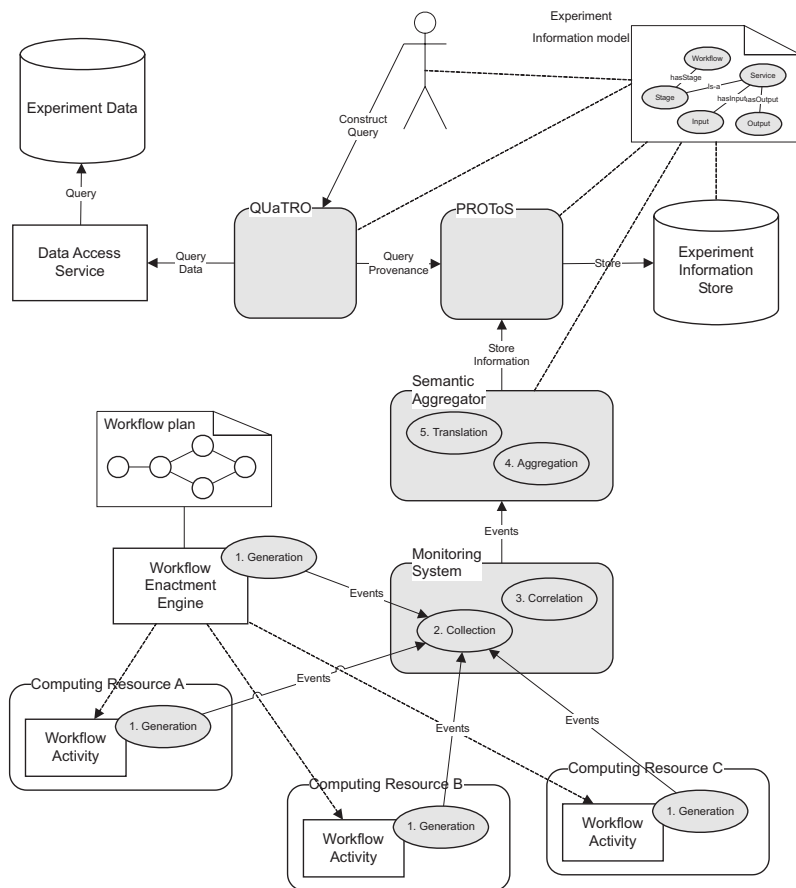 Experiment
Information model
Workflow
hasStage
Service
Is-a
Stage
hasInput
hasOutput
Input
Output
Experiment Data
Construct
Query
Query
QUaTRO
PROToS
Data Access
Service
Query
Data
Query
Provenance
Store
Experiment
Information
Store
Store
Information
Semantic
Aggregator
5. Translation
4. Aggregation
Workflow plan
Events
Monitoring
System
1. Generation
Workflow
Enactment
Engine
3. Correlation
Events
2. Collection
Computing Resource A
Events
1. Generation
Workflow
Activity
Events
Events
Computing Resource B
1. Generation
Workflow
Activity
Computing Resource C
1. Generation
Workflow
Activity